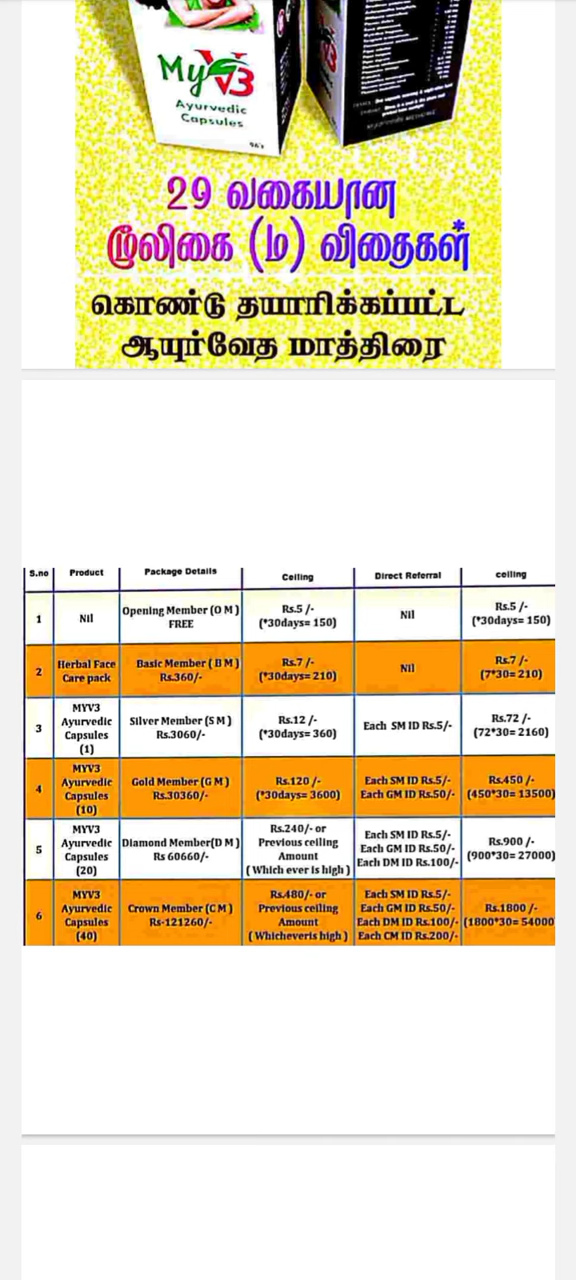 MyV3
Ayurvedic
Capsules
29 வகையான
மூலிகை (ம) விதைகள்*
கொண்டு தயாரிக்கப்பட்ட
ஆயுர்வேத மாத்திரை
S.no Product Package Details Ceiling Direct Referral ceiling
1 Nil Opening Member (O M) FREE Rs.5 /- (*30days= 150) Nil Rs.5 /- (*30days= 150)
2 Herbal Face Care pack Basic Member ( B M) Rs.360/- Rs.7 /- (*30days= 210) Nil Rs.7 /- (7*30= 210)
3 MYV3 Ayurvedic Capsules (1) Silver Member (S M) Rs.3060/- Rs.12 /- (*30days= 360) Each SM ID Rs.5/- Rs.72 /- (72*30= 2160)
4 MYV3 Ayurvedic Capsules (10) Gold Member (G M) Rs.30360/- Rs.120 /- (*30days= 3600) Each SM ID Rs.5/- Each GM ID Rs.50/- Rs.450 /- (450*30= 13500)
5 MYV3 Ayurvedic Capsules (20) Diamond Member(D M) Rs 60660/- Rs.240/- or Previous ceiling Amount ( Which ever is high ) Each SM ID Rs.5/- Each GM ID Rs.50/- Each DM ID Rs.100/- Rs.900 /- (900*30= 27000)
6 MYV3 Ayurvedic Capsules (40) Crown Member (C M) Rs-121260/- Rs.480/- or Previous ceiling Amount ( Whicheveris high ) Each SM ID Rs.5/- Each GM ID Rs.50/- Each DM ID Rs.100/- Each CM ID Rs.200/- Rs.1800 /- (1800*30= 54000